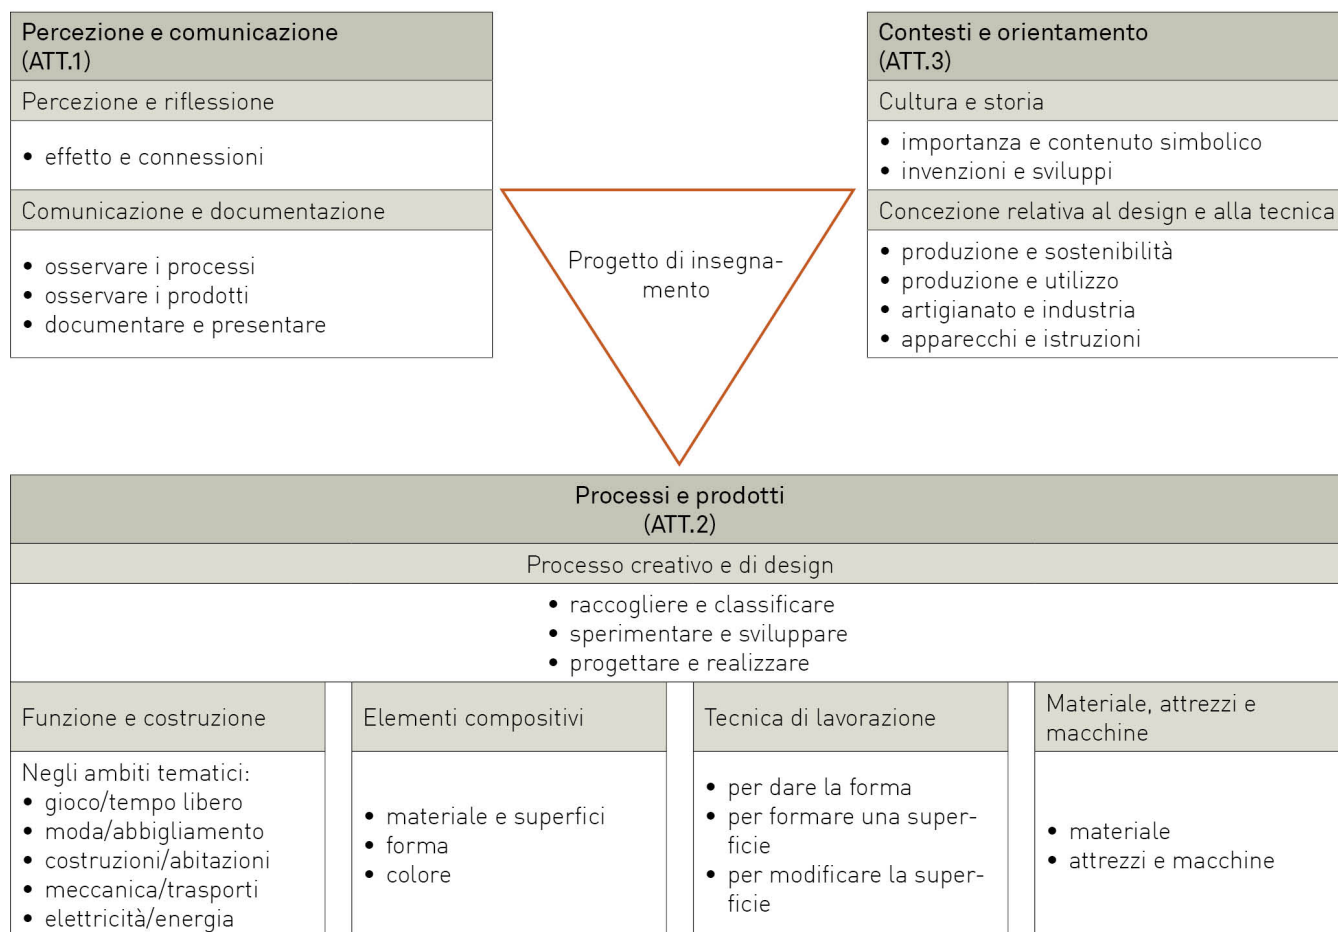 Percezione e comunicazione
(ATT.1)
Percezione e riflessione
• effetto e connessioni
Comunicazione e documentazione
• osservare i processi
• osservare i prodotti
• documentare e presentare
Progetto di insegna-
mento
Contesti e orientamento
(ATT.3)
Cultura e storia
• importanza e contenuto simbolico
• invenzioni e sviluppi
Concezione relativa al design e alla tecnica
• produzione e sostenibilità
• produzione e utilizzo
• artigianato e industria
• apparecchi e istruzioni
Processi e prodotti
(ATT.2)
Processo creativo e di design
• raccogliere e classificare
• sperimentare e sviluppare
• progettare e realizzare
Funzione e costruzione
Negli ambiti tematici:
• gioco/tempo libero
• moda/abbigliamento
• costruzioni/abitazioni
• meccanica/trasporti
• elettricità/energia
Elementi compositivi
• materiale e superfici
• forma
• colore
Tecnica di lavorazione
• per dare la forma
• per formare una super-
ficie
• per modificare la super-
ficie
Materiale, attrezzi e
macchine
• materiale
• attrezzi e macchine